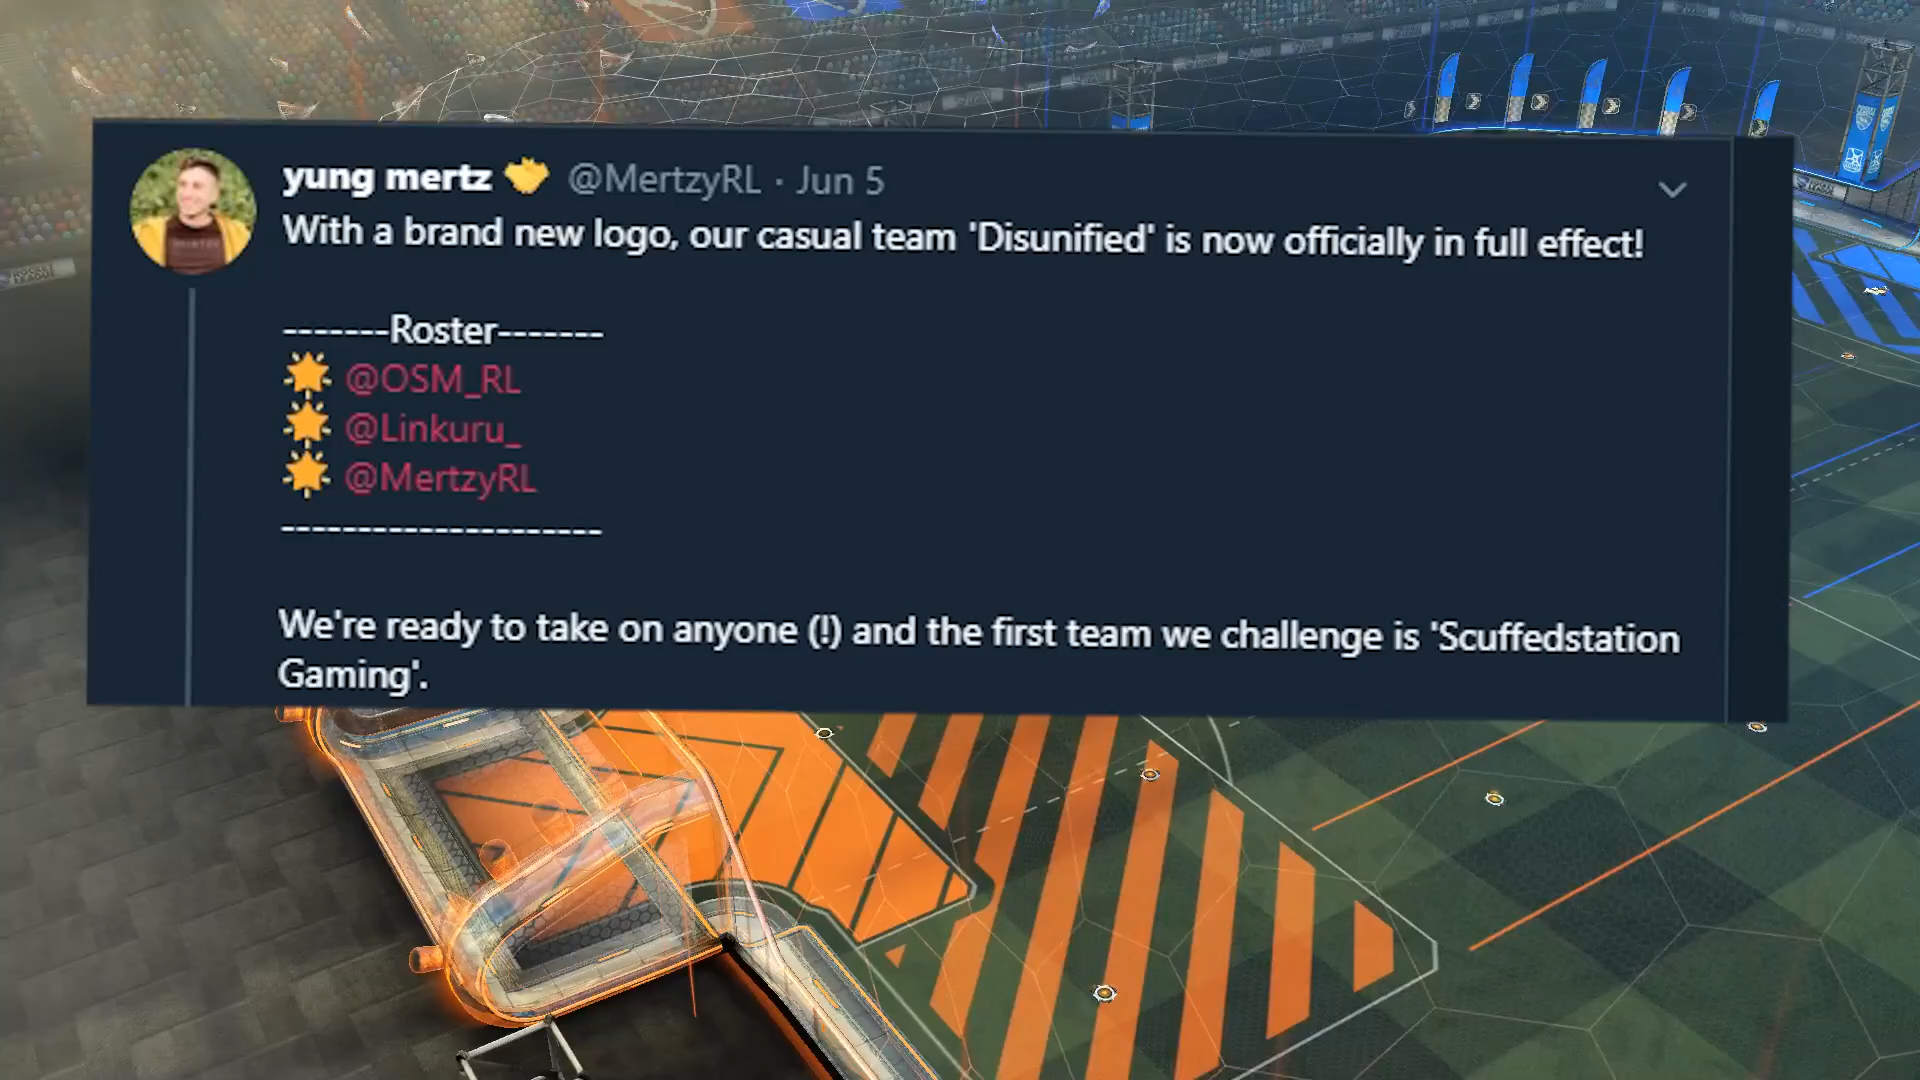 yung mertz 🤝 @MertzyRL · Jun 5
With a brand new logo, our casual team 'Disunified' is now officially in full effect!
-------Roster-------
🌟 @OSM_RL
🌟 @Linkuru_
🌟 @MertzyRL
---------------------
We're ready to take on anyone (!) and the first team we challenge is 'Scuffedstation
Gaming'.